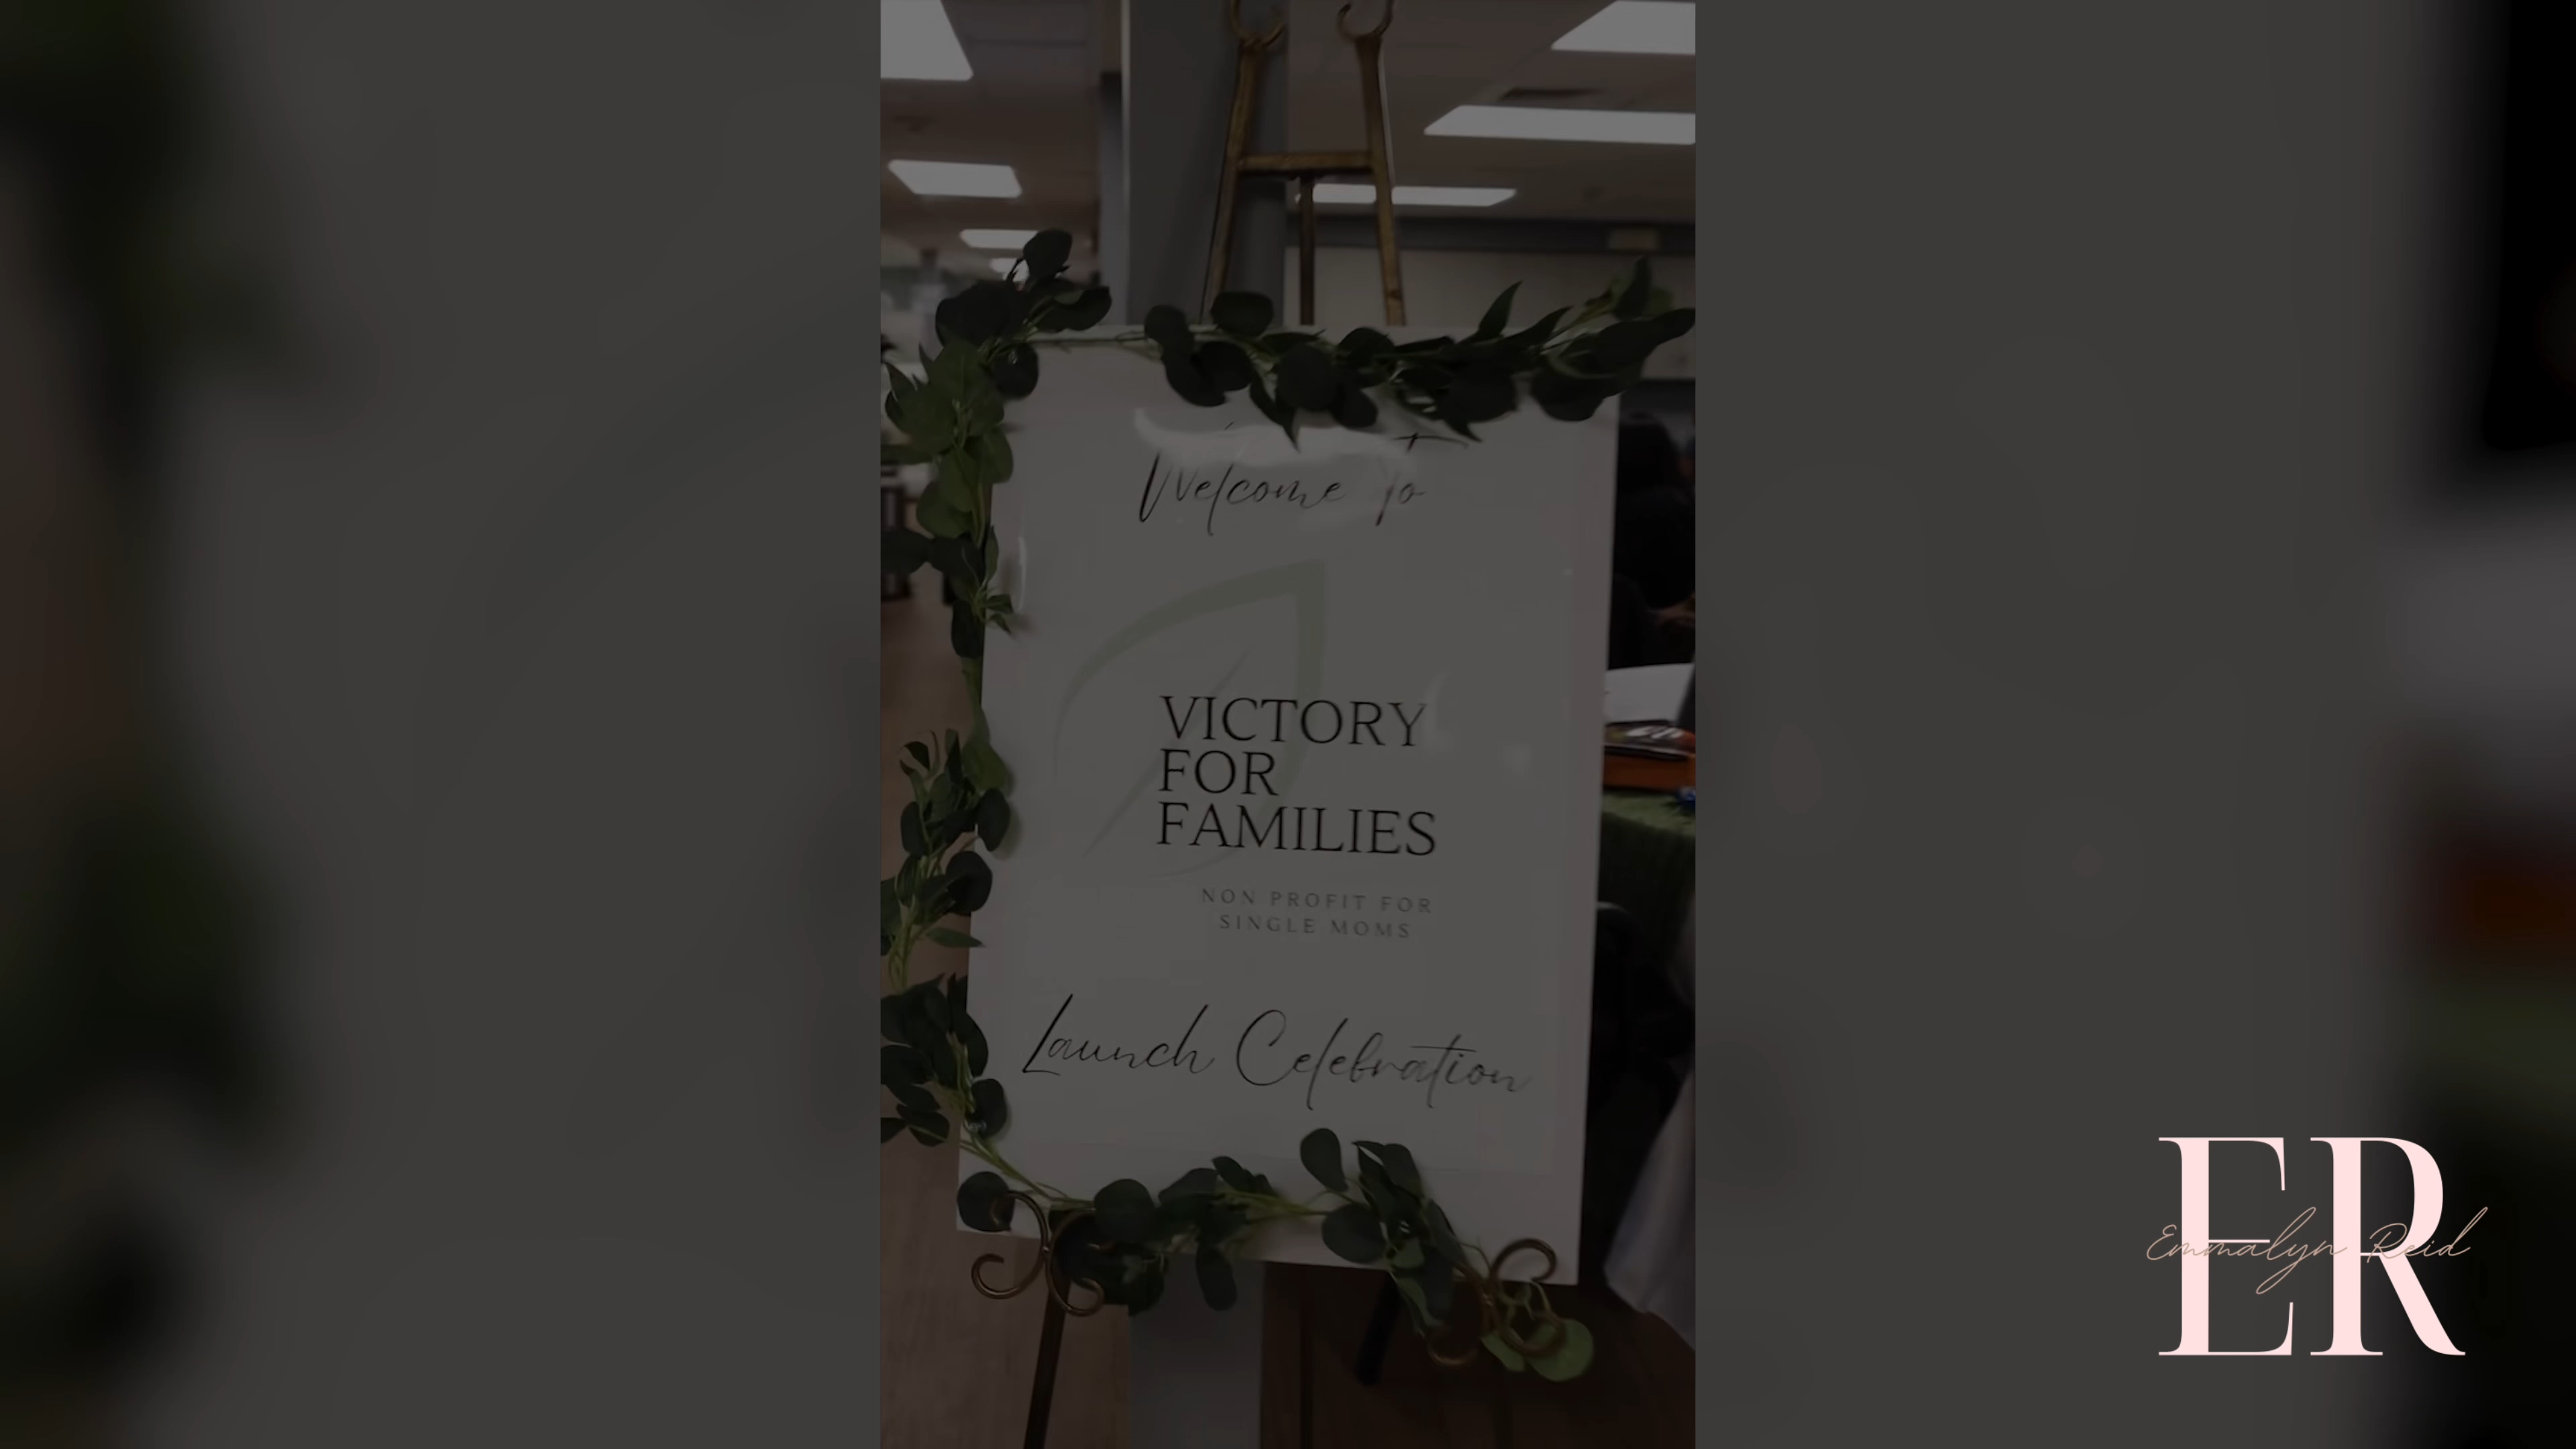 Welcome To
VICTORY
FOR
FAMILIES
NON PROFIT FOR
SINGLE MOMS
Launch Celebration
ER
Emmalyn Reid